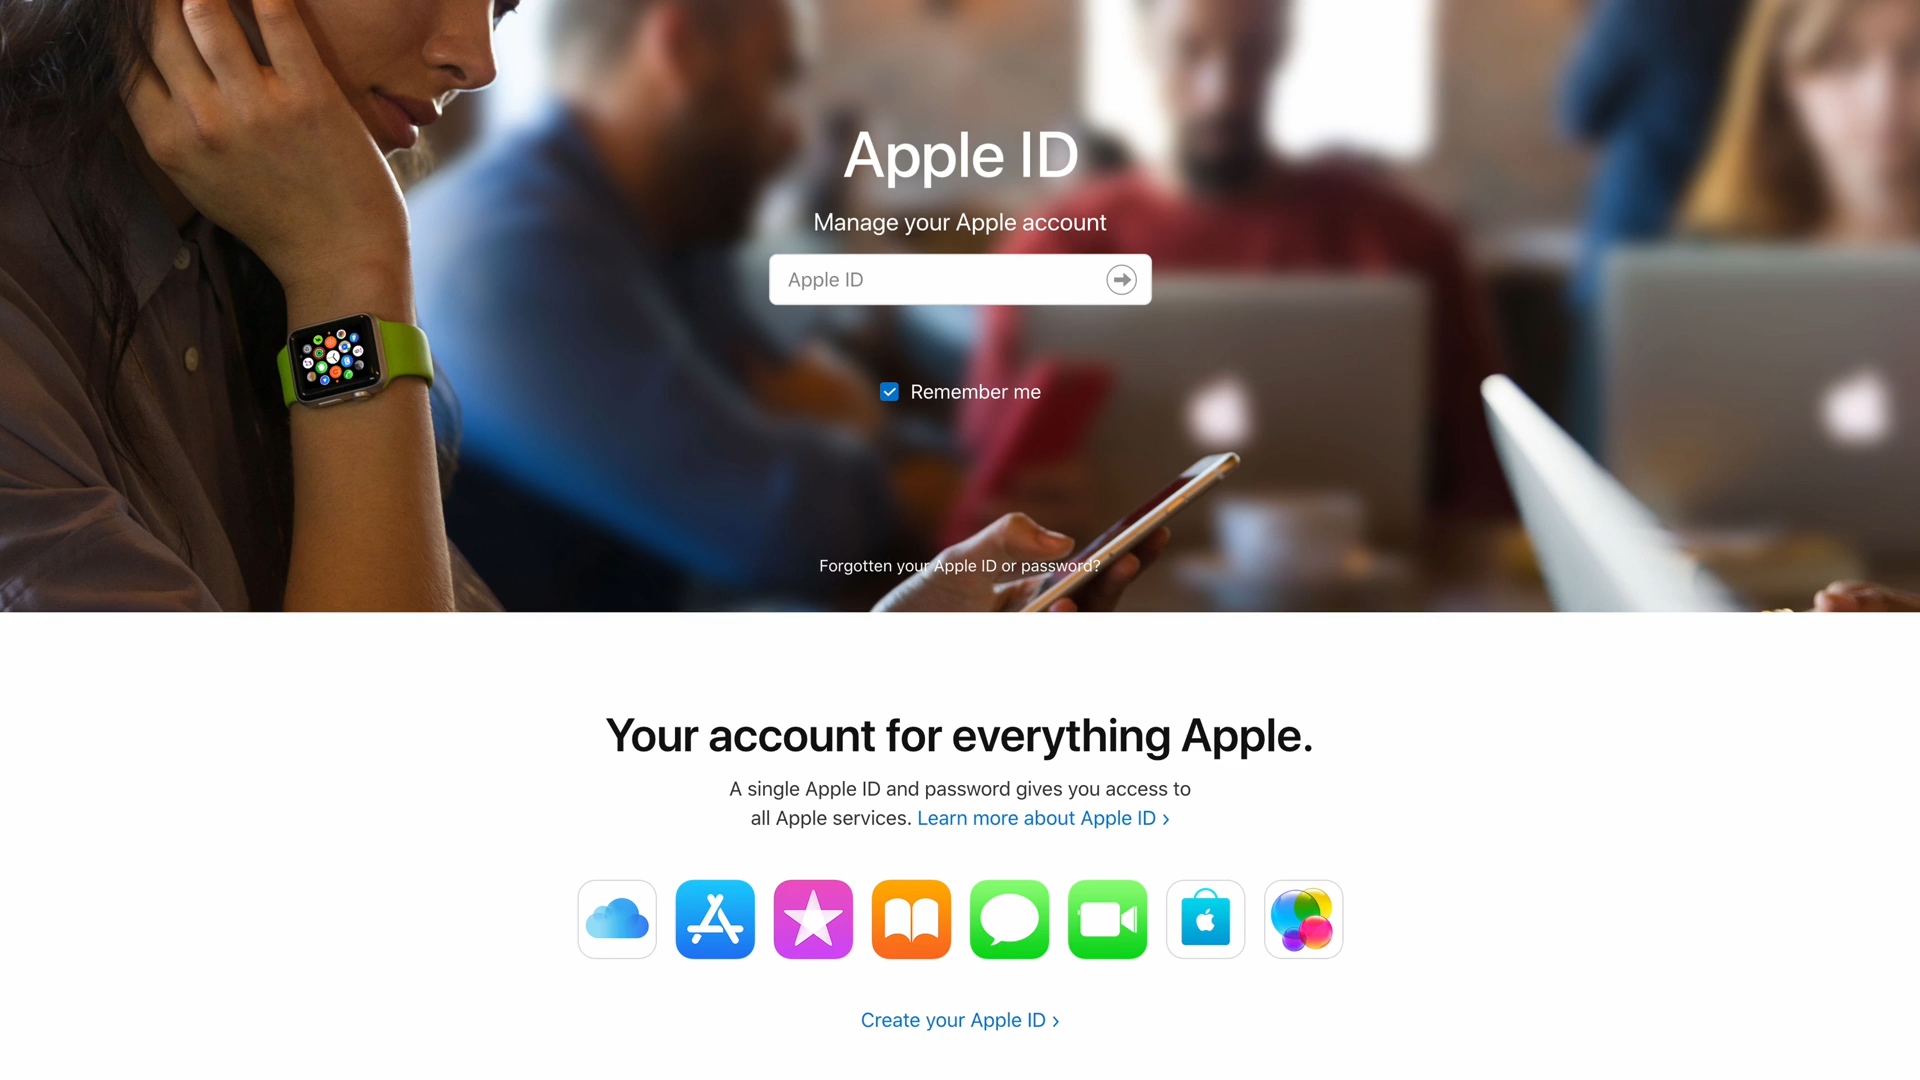 Apple ID
Manage your Apple account
Apple ID
Remember me
Forgotten your Apple ID or password?
Your account for everything Apple.
A single Apple ID and password gives you access to
all Apple services. Learn more about Apple ID ›
Create your Apple ID ›